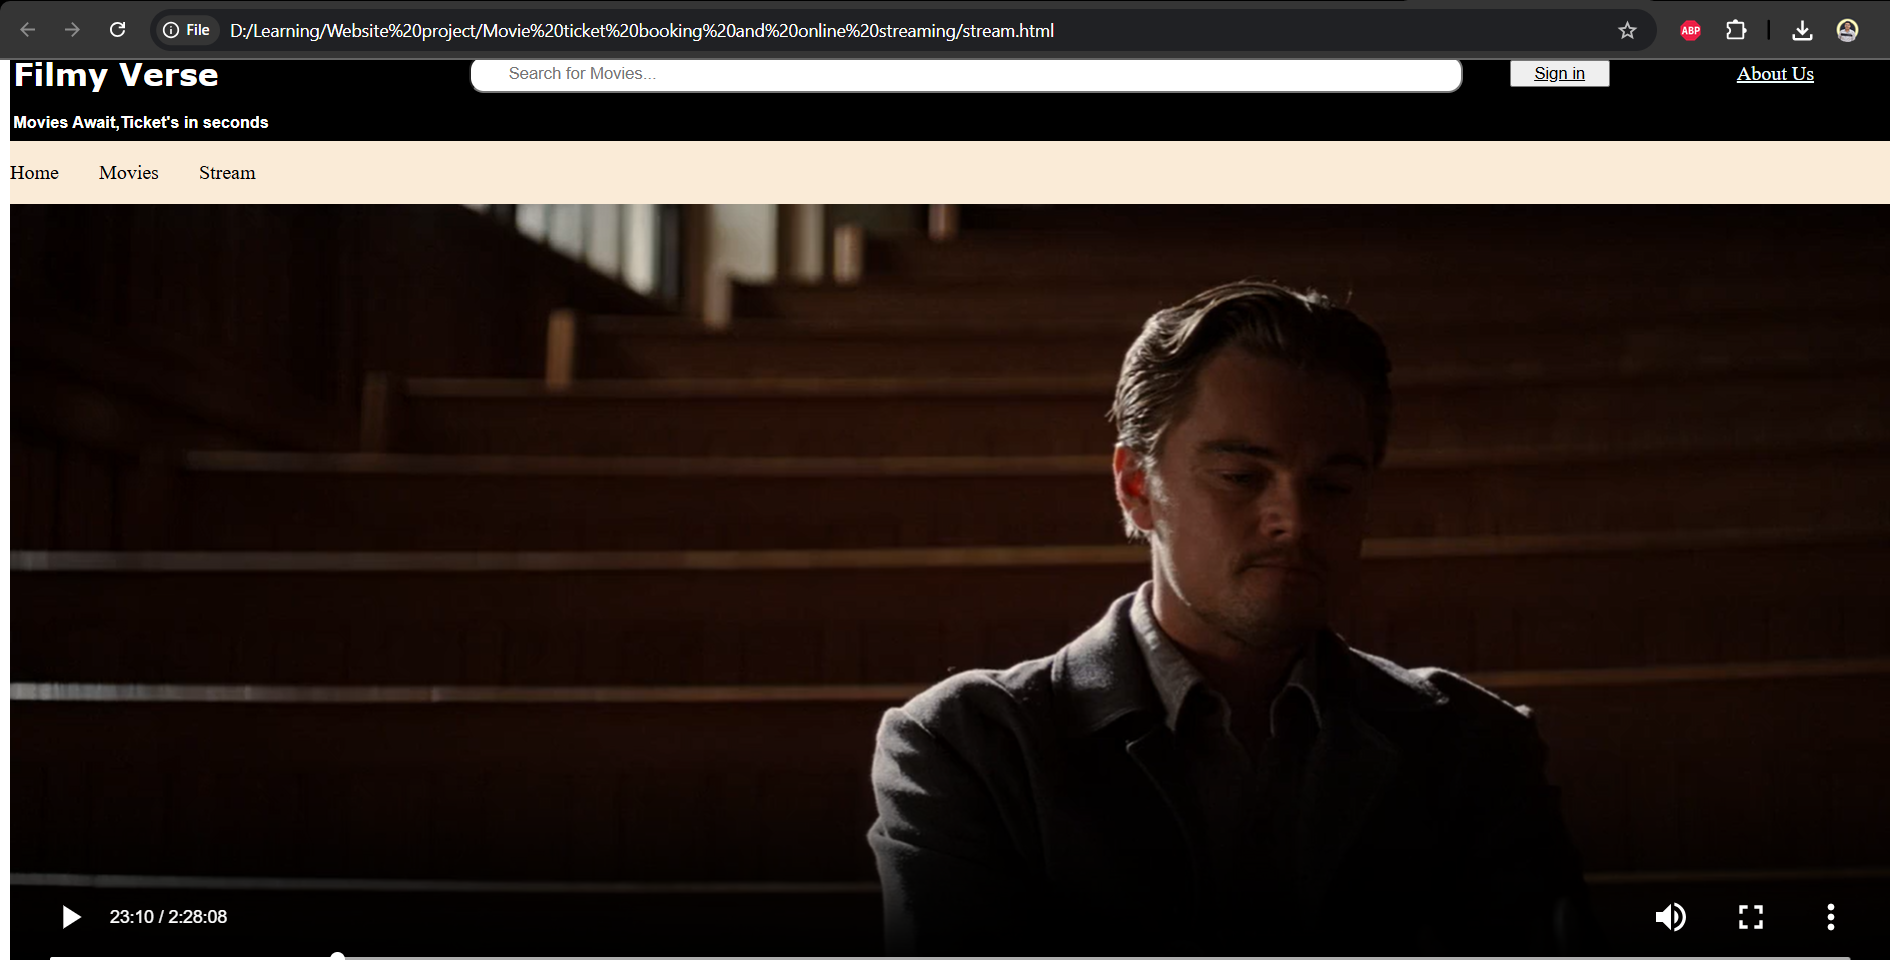 File D:/Learning/Website%20project/Movie%20ticket%20booking%20and%20online%20streaming/stream.html ABP
Filmy Verse Search for Movies... Sign in About Us
Movies Await,Ticket's in seconds
Home Movies Stream
23:10 / 2:28:08